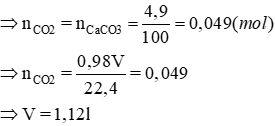 ⇒ n_CO2 = n_CaCO3 = 4,9/100 = 0,049(mol)
⇒ n_CO2 = 0,98V/22,4 = 0,049
⇒ V = 1,12l